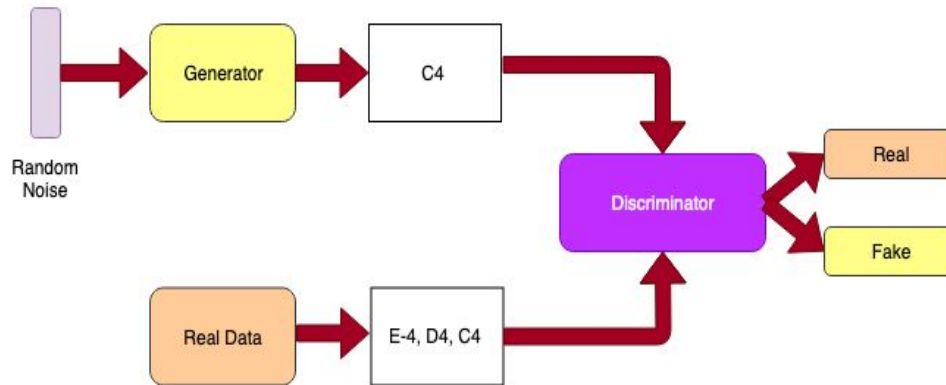 Generator
C4
Random
Noise
Real
Discriminator
Fake
Real Data
E-4, D4, C4